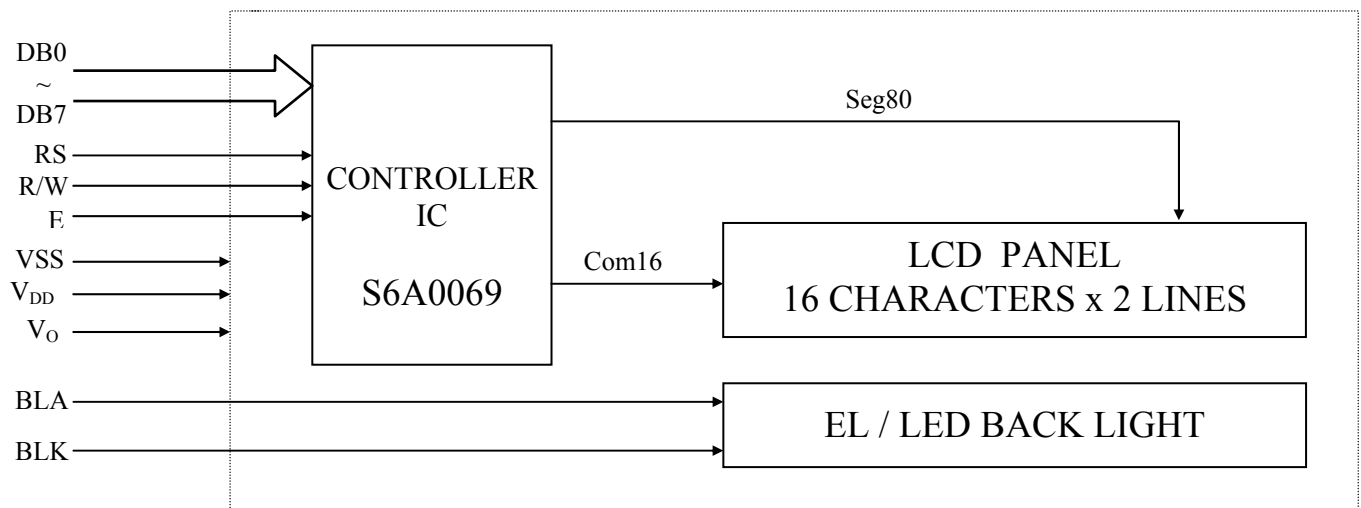 DB0
~
DB7
RS
R/W
E
VSS
VDD
VO
BLA
BLK
CONTROLLER
IC
S6A0069
Seg80
Com16
LCD PANEL
16 CHARACTERS x 2 LINES
EL / LED BACK LIGHT